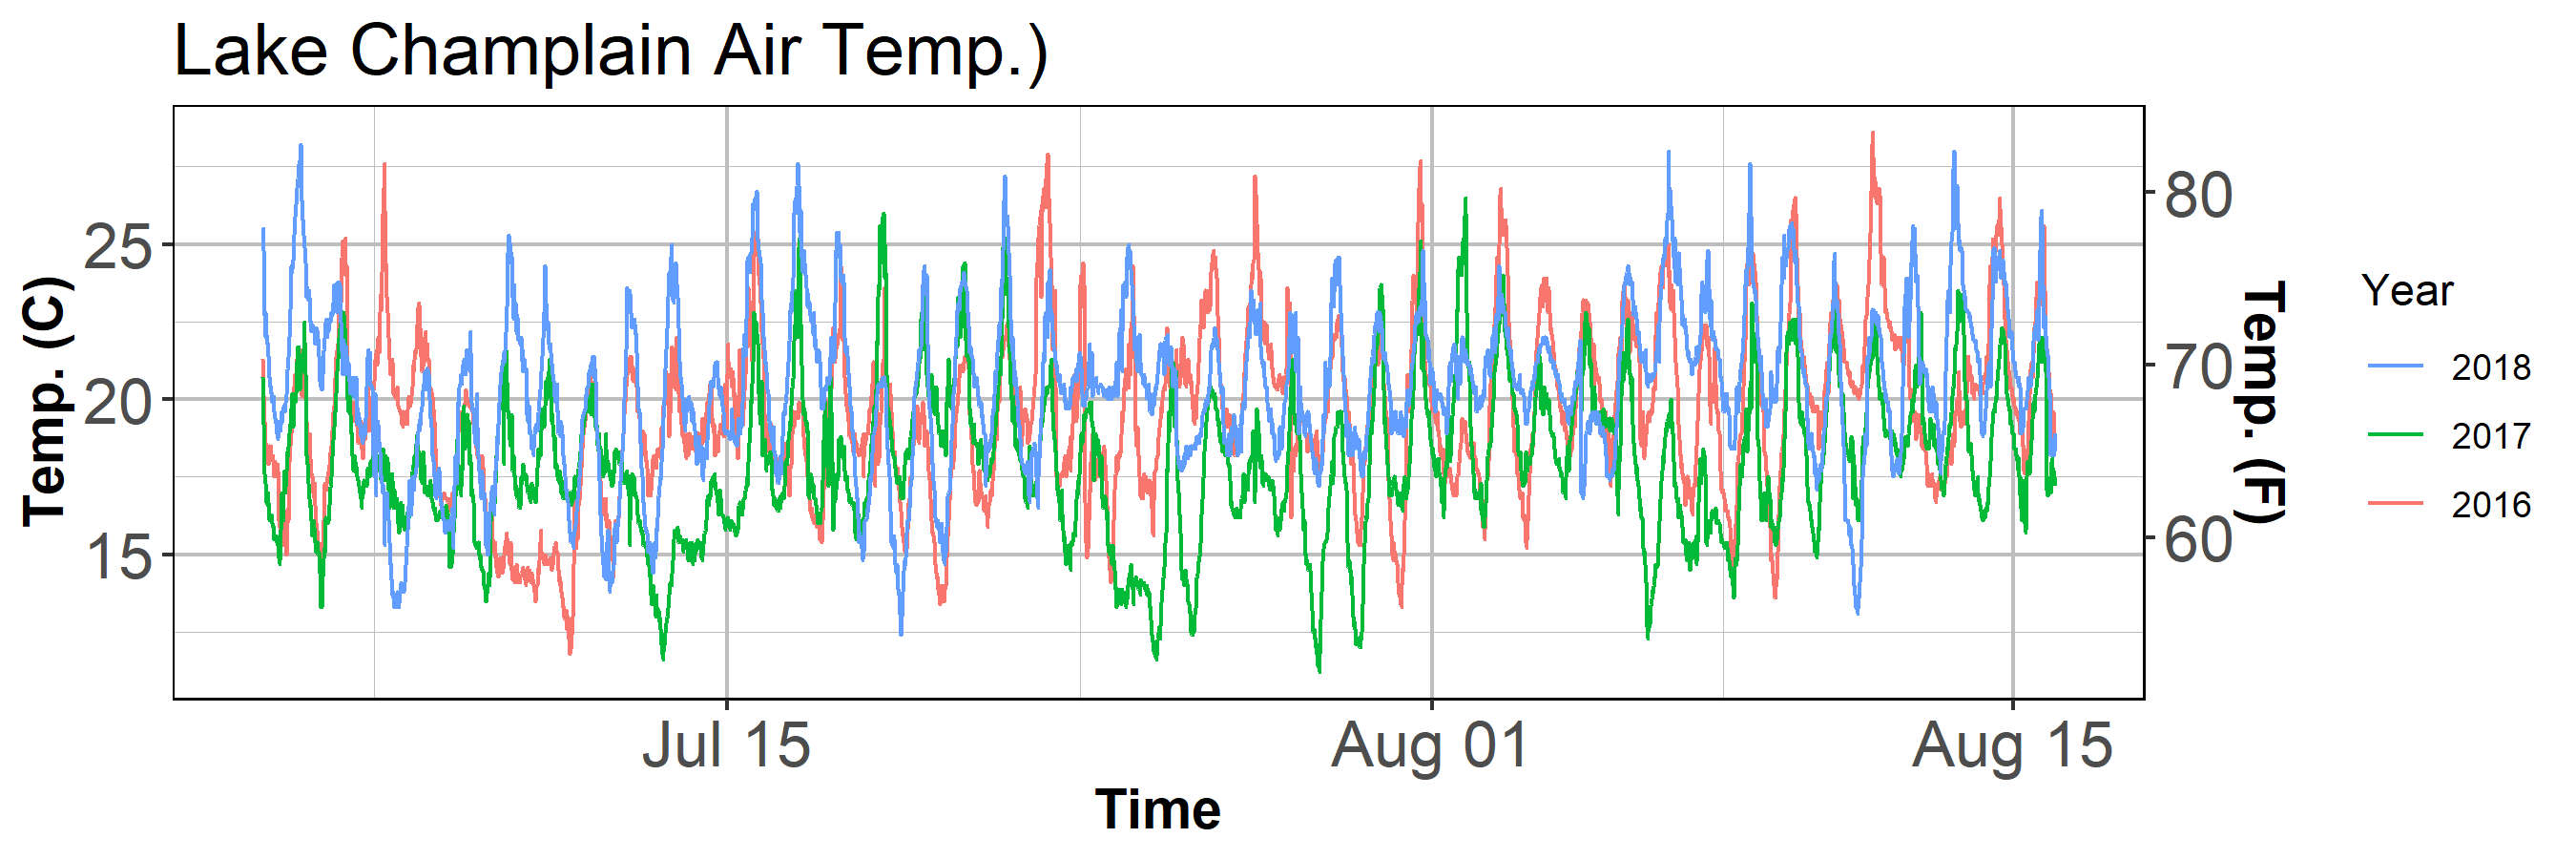 Lake Champlain Air Temp.)
Temp. (C)
25
20
15
80
70
60
Temp. (F)
Jul 15
Aug 01
Aug 15
Time
Year
2018
2017
2016